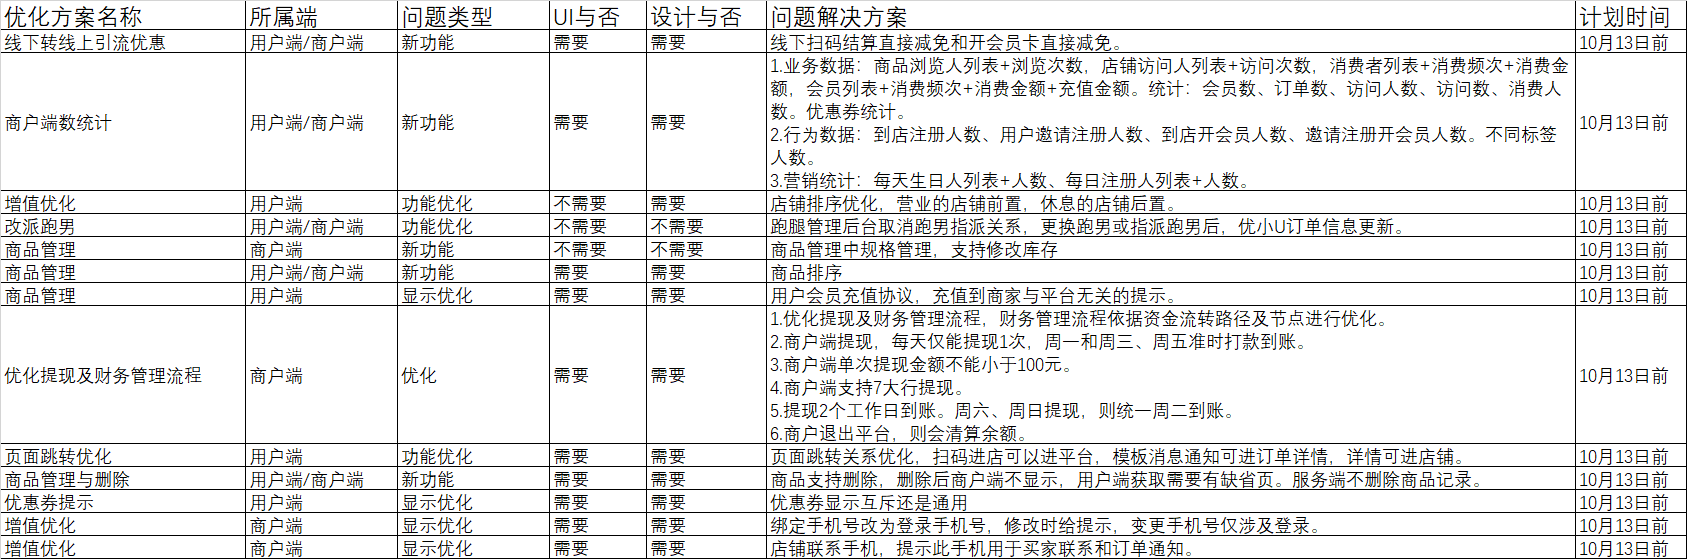 优化方案名称 所属端 问题类型 UI与否 设计与否 问题解决方案 计划时间
线下转线上引流优惠 用户端/商户端 新功能 需要 需要 线下扫码结算直接减免和开会员卡直接减免。 10月13日前
商户端数统计 用户端/商户端 新功能 需要 需要 1.业务数据：商品浏览人列表+浏览次数，店铺访问人列表+访问次数，消费者列表+消费频次+消费金
额，会员列表+消费频次+消费金额+充值金额。统计：会员数、订单数、访问人数、访问数、消费人
数。优惠券统计。
2.行为数据：到店注册人数、用户邀请注册人数、到店开会员人数、邀请注册开会员人数。不同标签
人数。
3.营销统计：每天生日人列表+人数、每日注册人列表+人数。 10月13日前
增值优化 用户端 功能优化 不需要 需要 店铺排序优化，营业的店铺前置，休息的店铺后置。 10月13日前
改派跑男 用户端/商户端 功能优化 不需要 不需要 跑腿管理后台取消跑男指派关系，更换跑男或指派跑男后，优小U订单信息更新。 10月13日前
商品管理 商户端 新功能 不需要 不需要 商品管理中规格管理，支持修改库存 10月13日前
商品管理 用户端/商户端 新功能 需要 需要 商品排序 10月13日前
商品管理 用户端 显示优化 需要 需要 用户会员充值协议，充值到商家与平台无关的提示。 10月13日前
优化提现及财务管理流程 商户端 优化 需要 需要 1.优化提现及财务管理流程，财务管理流程依据资金流转路径及节点进行优化。
2.商户端提现，每天仅能提现1次，周一和周三、周五准时打款到账。
3.商户端单次提现金额不能小于100元。
4.商户端支持7大行提现。
5.提现2个工作日到账。周六、周日提现，则统一周二到账。
6.商户退出平台，则会清算余额。 10月13日前
页面跳转优化 用户端 功能优化 需要 需要 页面跳转关系优化，扫码进店可以进平台，模板消息通知可进订单详情，详情可进店铺。 10月13日前
商品管理与删除 用户端/商户端 新功能 需要 需要 商品支持删除，删除后商户端不显示，用户端获取需要有缺省页。服务端不删除商品记录。 10月13日前
优惠券提示 用户端 显示优化 需要 需要 优惠券显示互斥还是通用 10月13日前
增值优化 商户端 显示优化 需要 需要 绑定手机号改为登录手机号，修改时给提示，变更手机号仅涉及登录。 10月13日前
增值优化 商户端 显示优化 需要 需要 店铺联系手机，提示此手机用于买家联系和订单通知。 10月13日前